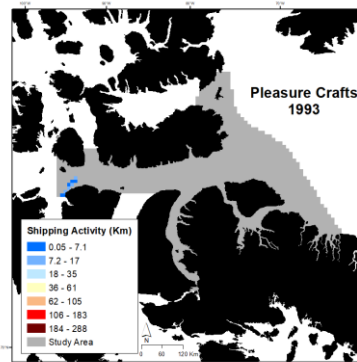 Pleasure Crafts
1993
Shipping Activity (Km)
0.05 - 7.1
7.2 - 17
18 - 35
36 - 61
62 - 105
106 - 183
184 - 288
Study Area
N
0
60
120 Km